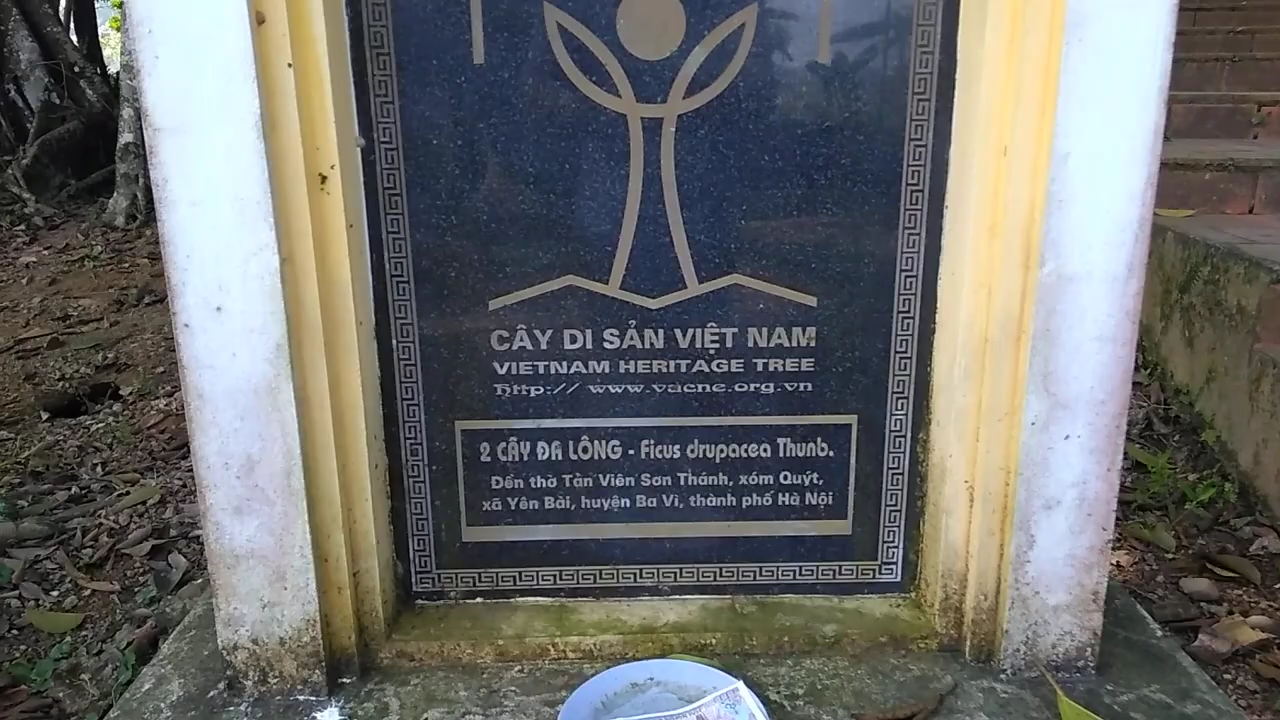 CÂY DI SẢN VIỆT NAM
VIETNAM HERITAGE TREE
http:// www.vacne.org.vn
2 CÂY ĐA LÔNG - Ficus drupacea Thunb.
Đền thờ Tản Viên Sơn Thánh, xóm Quýt,
xã Yên Bài, huyện Ba Vì, thành phố Hà Nội